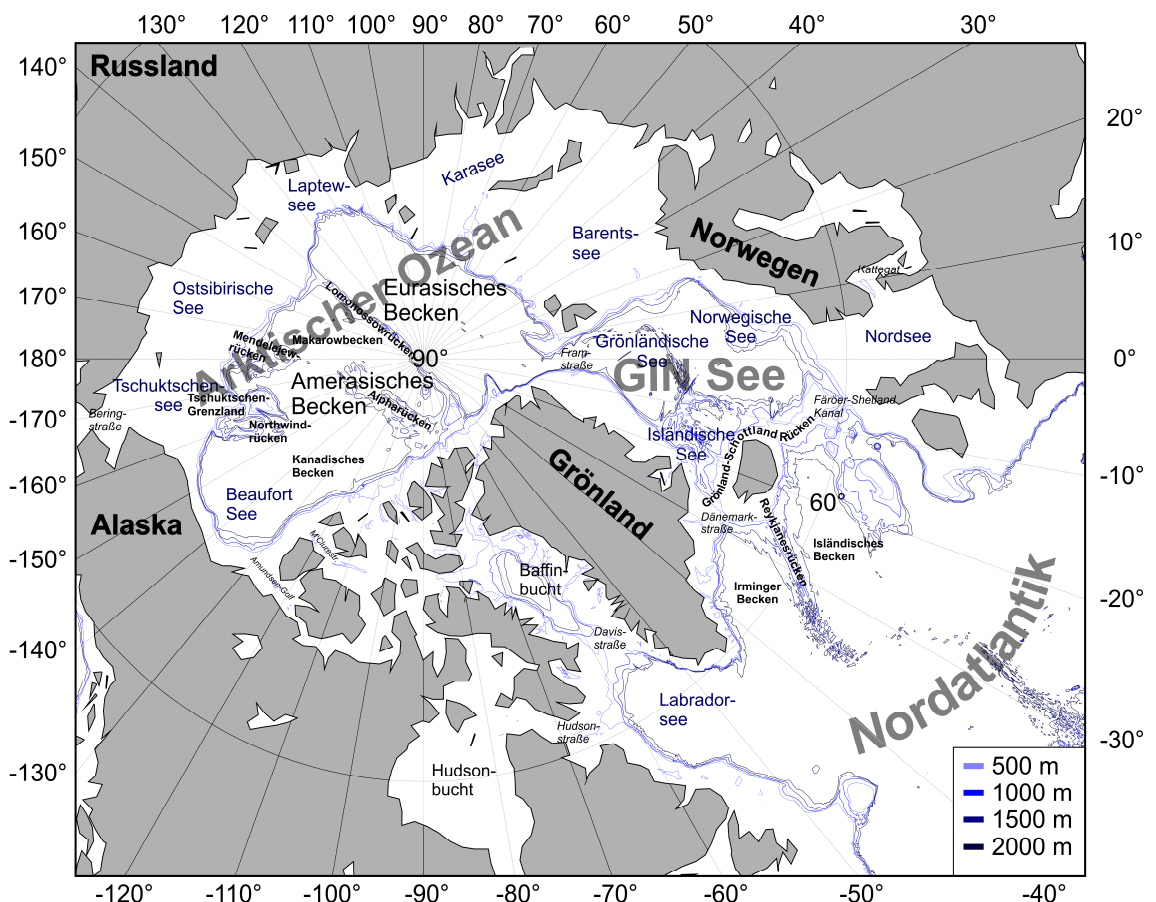 130° 120° 110° 100° 90° 80° 70° 60° 50° 40° 30°
140°
150°
160°
170°
180°
-170°
-160°
-150°
-140°
-130°
20°
10°
0°
-10°
-20°
-30°
Russland
Karasee
Laptew-
see
Arktischer Ozean
Barents-
see
Norwegen
Kattegat
Ostsibirische
See
Eurasisches
Becken
Lomonossowrücken
Norwegische
See
Nordsee
Mendelejew-
rücken
Makarowbecken
90°
Grönländische
See
Fram-
straße
GIN See
Amerasisches
Becken
Alpharücken
Tschuktschen-
see
Tschuktschen-
Grenzland
Northwind-
rücken
Bering-
straße
Färöer-Shetland
Kanal
Isländische
See
Grönland-Schottland Rücken
Kanadisches
Becken
Beaufort
See
Alaska
Grönland
60°
Dänemark-
straße
Reykjanesrücken
Isländisches
Becken
Irminger
Becken
M'Clurestr.
Amundsen-Golf
Baffin-
bucht
Davis-
straße
Nordatlantik
Labrador-
see
Hudson-
straße
Hudson-
bucht
500 m
1000 m
1500 m
2000 m
-120° -110° -100° -90° -80° -70° -60° -50° -40°